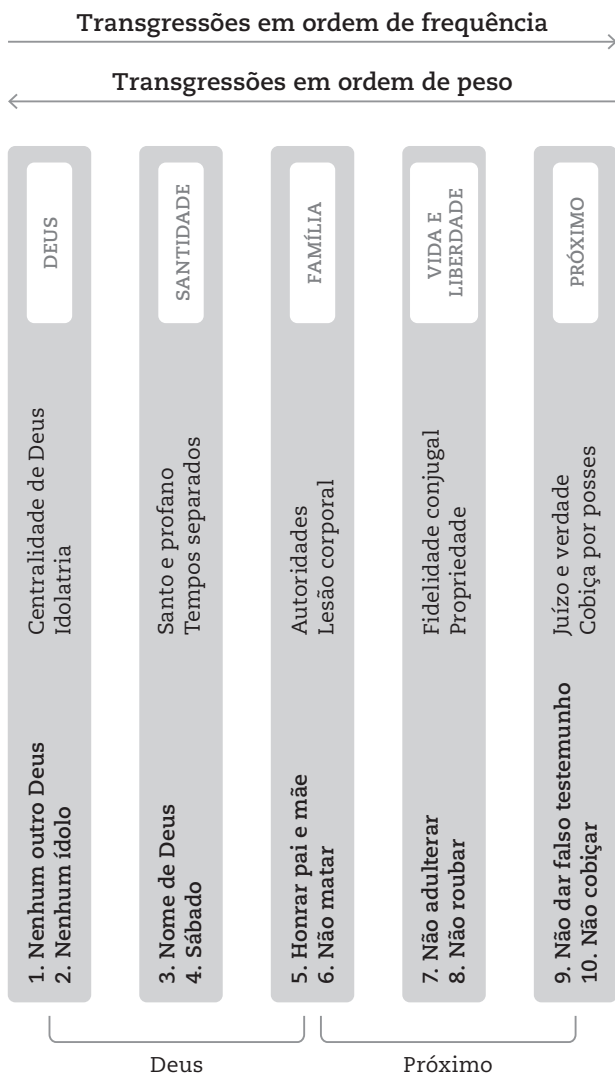 Transgressões em ordem de frequência
Transgressões em ordem de peso
DEUS
Centralidade de Deus
Idolatria
1. Nenhum outro Deus
2. Nenhum ídolo
SANTIDADE
Santo e profano
Tempos separados
3. Nome de Deus
4. Sábado
FAMÍLIA
Autoridades
Lesão corporal
5. Honrar pai e mãe
6. Não matar
VIDA E
LIBERDADE
Fidelidade conjugal
Propriedade
7. Não adulterar
8. Não roubar
PRÓXIMO
Juízo e verdade
Cobiça por posses
9. Não dar falso testemunho
10. Não cobiçar
Deus
Próximo